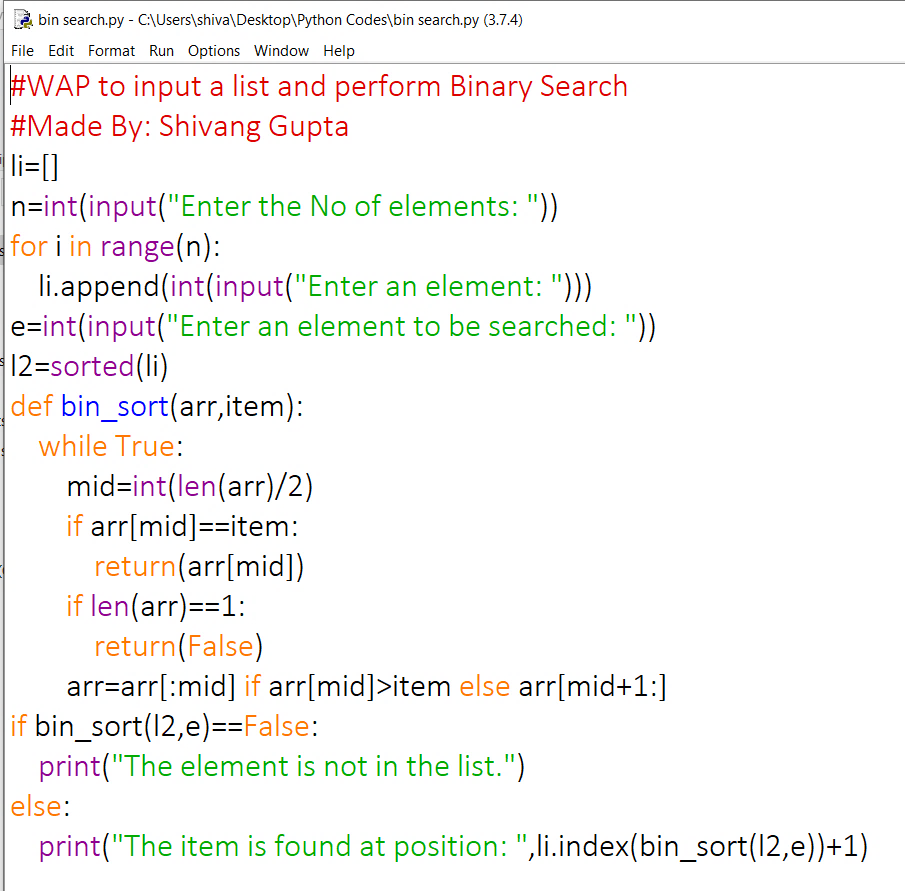 bin search.py - C:\Users\shiva\Desktop\Python Codes\bin search.py (3.7.4)
File Edit Format Run Options Window Help
#WAP to input a list and perform Binary Search
#Made By: Shivang Gupta
li=[]
n=int(input("Enter the No of elements: "))
for i in range(n):
    li.append(int(input("Enter an element: ")))
e=int(input("Enter an element to be searched: "))
l2=sorted(li)
def bin_sort(arr,item):
    while True:
        mid=int(len(arr)/2)
        if arr[mid]==item:
            return(arr[mid])
        if len(arr)==1:
            return(False)
        arr=arr[:mid] if arr[mid]>item else arr[mid+1:]
if bin_sort(l2,e)==False:
    print("The element is not in the list.")
else:
    print("The item is found at position: ",li.index(bin_sort(l2,e))+1)